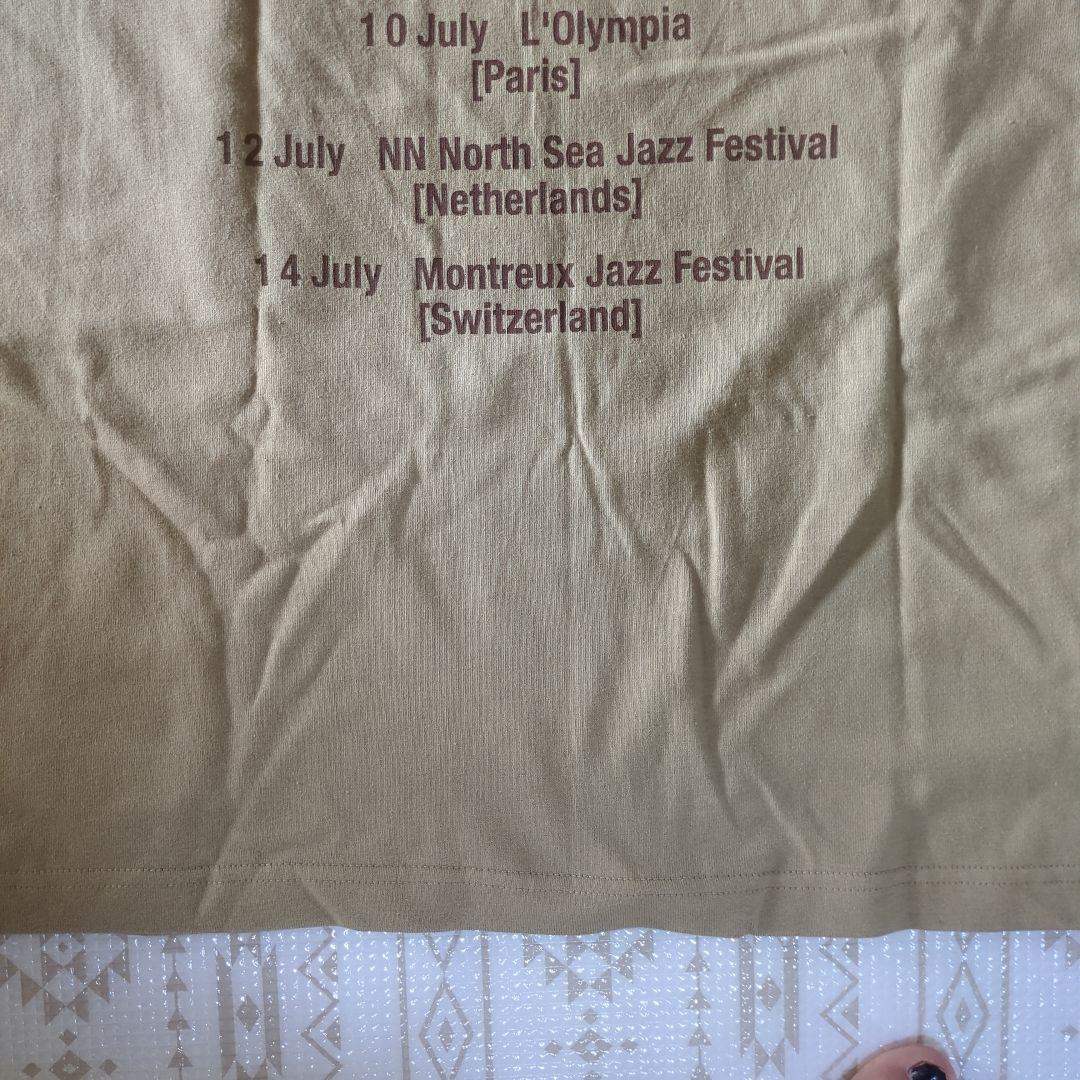 10 July L'Olympia
[Paris]
12 July NN North Sea Jazz Festival
[Netherlands]
14 July Montreux Jazz Festival
[Switzerland]